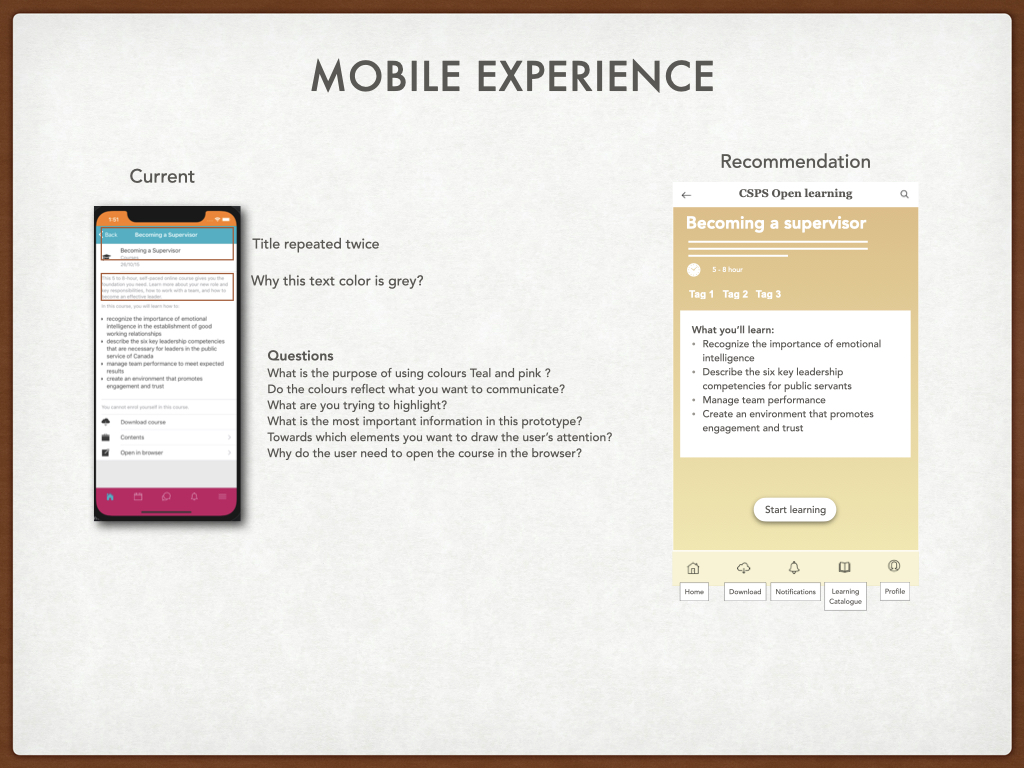 MOBILE EXPERIENCE
Current
1:51
Back
Becoming a Supervisor
Becoming a Supervisor
Courses
This 5 to 8-hour, self-paced online course gives you the
foundation you need. Learn more about your new role and
key responsibilities, how to work with a team, and how to
become an effective leader.
In this course, you will learn how to:
• recognize the importance of emotional
intelligence in the establishment of good
working relationships
• describe the six key leadership competencies
that are necessary for leaders in the public
service of Canada
• manage team performance to meet expected
results
• create an environment that promotes
engagement and trust
You cannot enrol yourself in this course.
Download course
Contents
Open in browser
Title repeated twice
Why this text color is grey?
Questions
What is the purpose of using colours Teal and pink ?
Do the colours reflect what you want to communicate?
What are you trying to highlight?
What is the most important information in this prototype?
Towards which elements you want to draw the user's attention?
Why do the user need to open the course in the browser?
Recommendation
CSPS Open learning
Becoming a supervisor
5 - 8 hour
Tag 1 Tag 2 Tag 3
What you'll learn:
• Recognize the importance of emotional
intelligence
• Describe the six key leadership
competencies for public servants
• Manage team performance
• Create an environment that promotes
engagement and trust
Start learning
Home
Download
Notifications
Learning
Catalogue
Profile